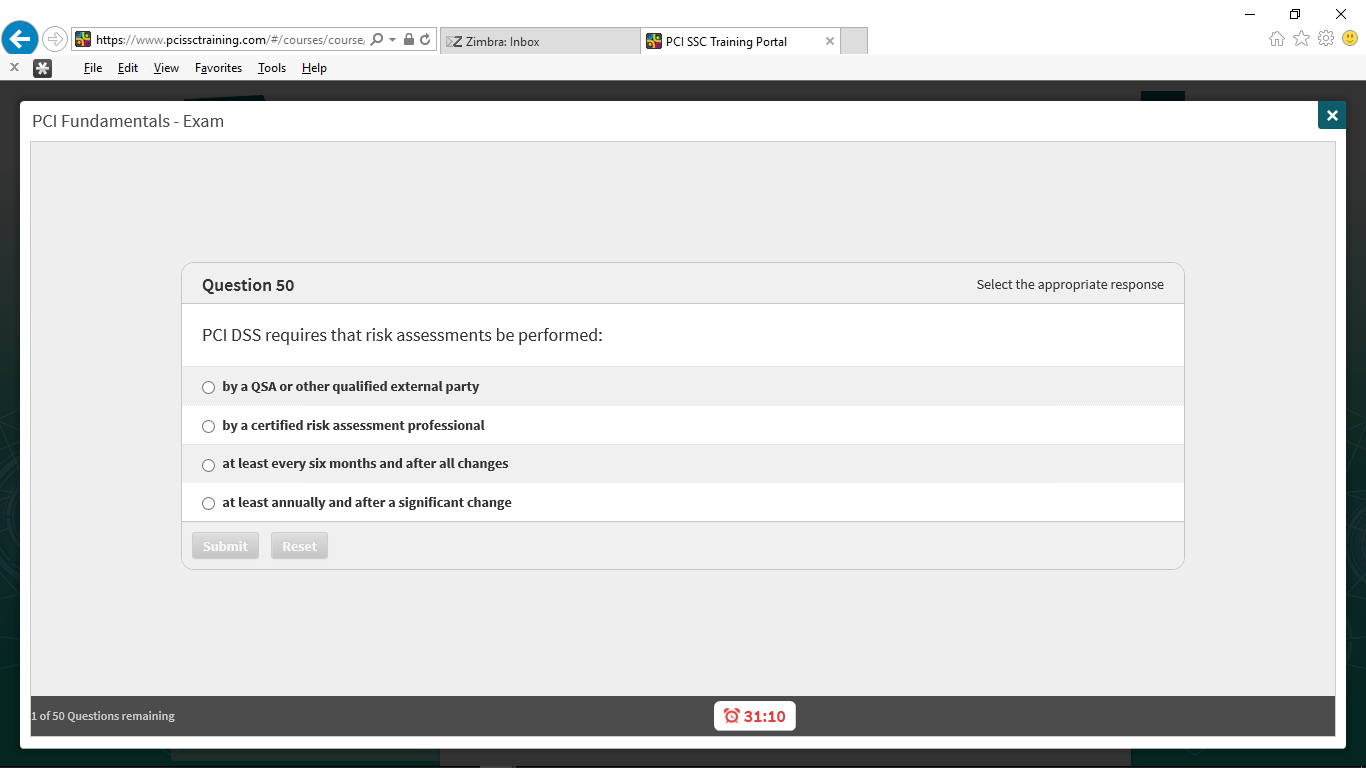 https://www.pcissctraining.com/#/courses/course,
Zimbra: Inbox
PCI SSC Training Portal
File Edit View Favorites Tools Help
PCI Fundamentals - Exam
Question 50
Select the appropriate response
PCI DSS requires that risk assessments be performed:
by a QSA or other qualified external party
by a certified risk assessment professional
at least every six months and after all changes
at least annually and after a significant change
Submit Reset
1 of 50 Questions remaining
31:10